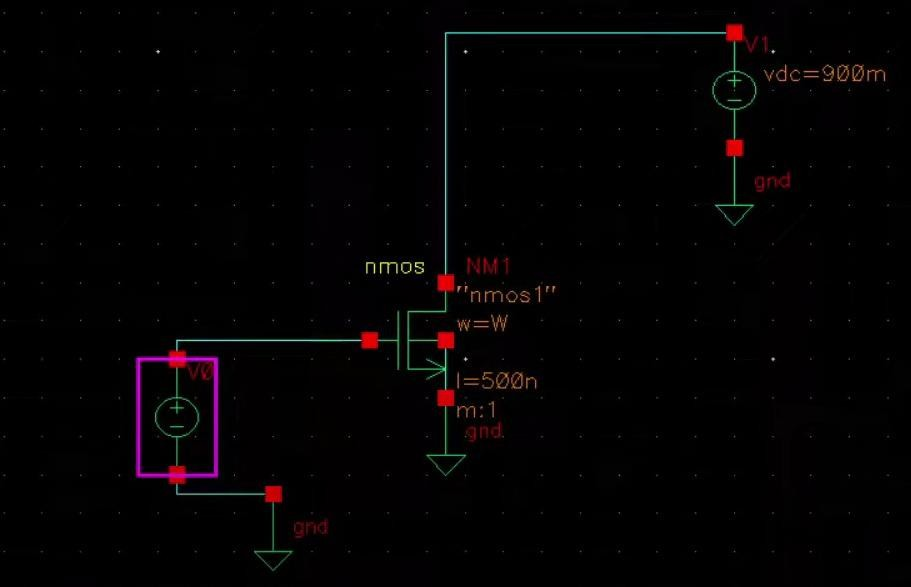 V1
vdc=900m
gnd
nmos
NM1
"nmos1"
w=W
V0
l=500n
m:1
gnd
gnd